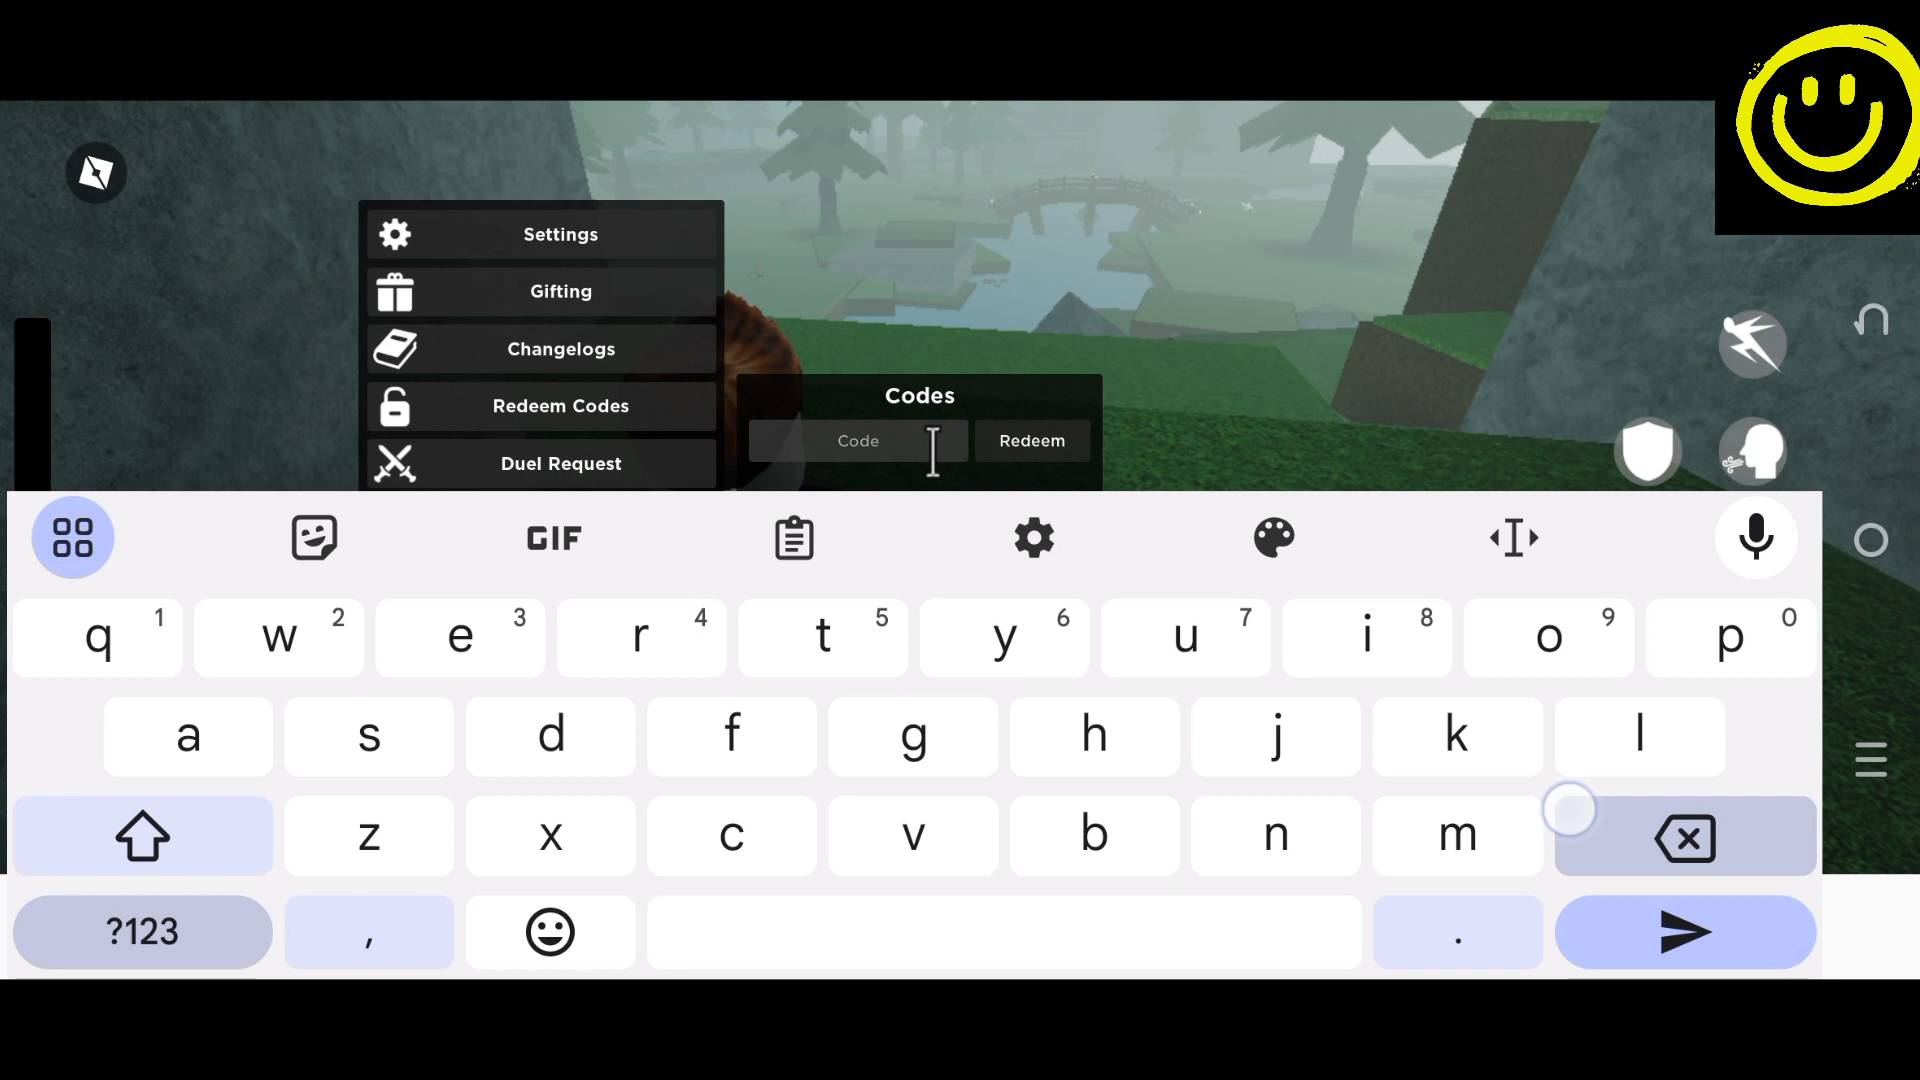 Settings
Gifting
Changelogs
Redeem Codes
Duel Request
Codes
Code
Redeem
GIF
q 1 w 2 e 3 r 4 t 5 y 6 u 7 i 8 o 9 p 0
a s d f g h j k l
z x c v b n m
?123 , .